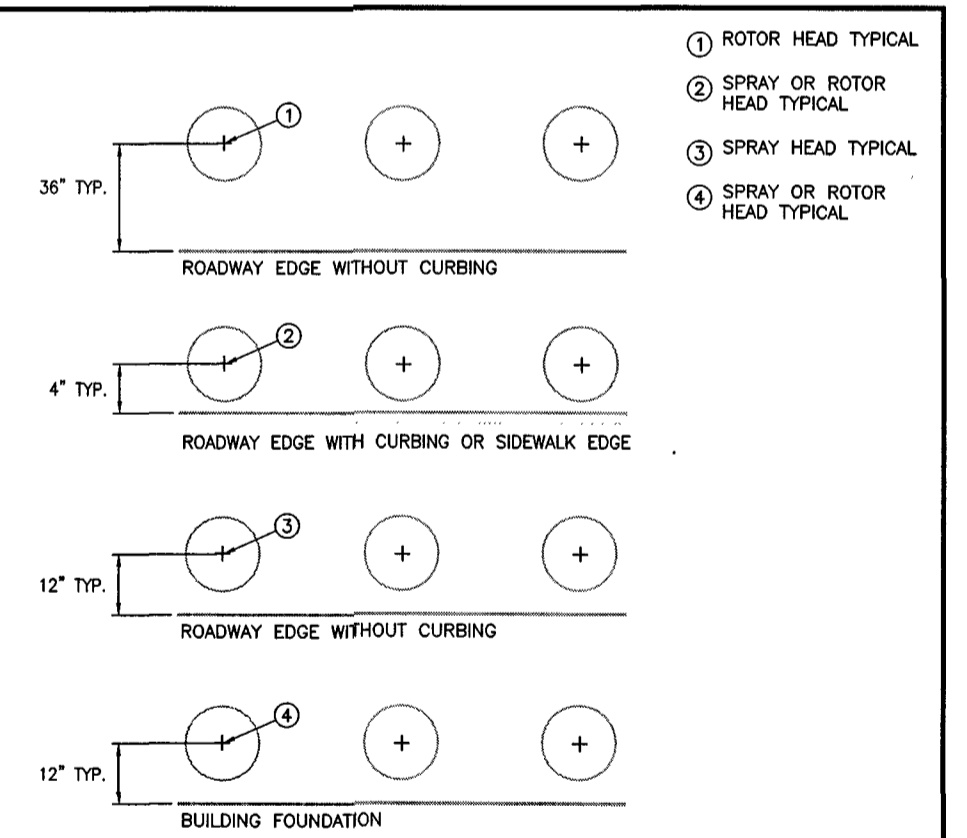 ① ROTOR HEAD TYPICAL
② SPRAY OR ROTOR
HEAD TYPICAL
③ SPRAY HEAD TYPICAL
④ SPRAY OR ROTOR
HEAD TYPICAL
①
36" TYP.
ROADWAY EDGE WITHOUT CURBING
②
4" TYP.
ROADWAY EDGE WITH CURBING OR SIDEWALK EDGE
③
12" TYP.
ROADWAY EDGE WITHOUT CURBING
④
12" TYP.
BUILDING FOUNDATION